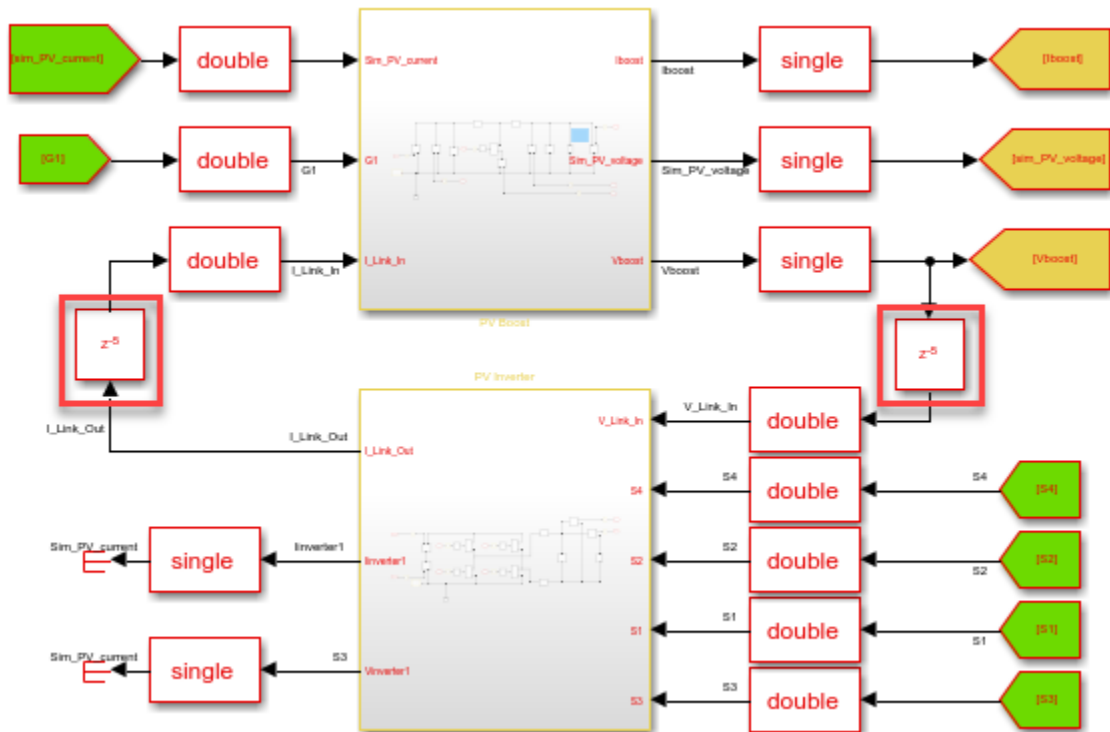 [sim_PV_current]
double
Sim_PV_current
Iboost
Iboost
single
[Iboost]
[G1]
double
G1
G1
Sim_PV_voltage
Sim_PV_voltage
single
[sim_PV_voltage]
double
I_Link_In
I_Link_In
Vboost
Vboost
single
[Vboost]
z-5
PV Boost
z-5
PV Inverter
I_Link_Out
I_Link_Out
I_Link_Out
V_Link_In
V_Link_In
double
S4
S4
double
S4
[S4]
Sim_PV_current
single
Iinverter1
Iinverter1
S2
S2
double
S2
[S2]
S1
S1
double
S1
[S1]
Sim_PV_current
single
S3
Vinverter1
S3
S3
double
[S3]